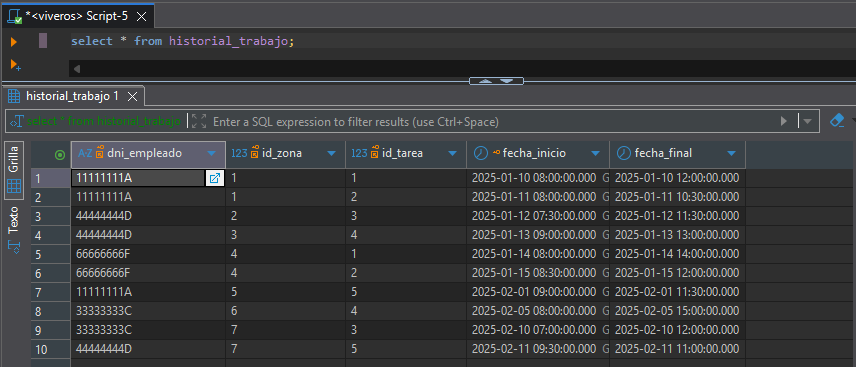 *<viveros> Script-5
select * from historial_trabajo;
historial_trabajo 1
select * from historial_trabajo
Enter a SQL expression to filter results (use Ctrl+Space)
Grilla
Texto
A-Z dni_empleado 123 id_zona 123 id_tarea fecha_inicio fecha_final
1 11111111A 1 1 2025-01-10 08:00:00.000 G 2025-01-10 12:00:00.000
2 11111111A 1 2 2025-01-11 08:00:00.000 G 2025-01-11 10:30:00.000
3 44444444D 2 3 2025-01-12 07:30:00.000 G 2025-01-12 11:30:00.000
4 44444444D 3 4 2025-01-13 09:00:00.000 G 2025-01-13 13:00:00.000
5 66666666F 4 1 2025-01-14 08:00:00.000 G 2025-01-14 14:00:00.000
6 66666666F 4 2 2025-01-15 08:30:00.000 G 2025-01-15 12:00:00.000
7 11111111A 5 5 2025-02-01 09:00:00.000 G 2025-02-01 11:30:00.000
8 33333333C 6 4 2025-02-05 08:00:00.000 G 2025-02-05 15:00:00.000
9 33333333C 7 3 2025-02-10 07:00:00.000 G 2025-02-10 12:00:00.000
10 44444444D 7 5 2025-02-11 09:30:00.000 G 2025-02-11 11:00:00.000